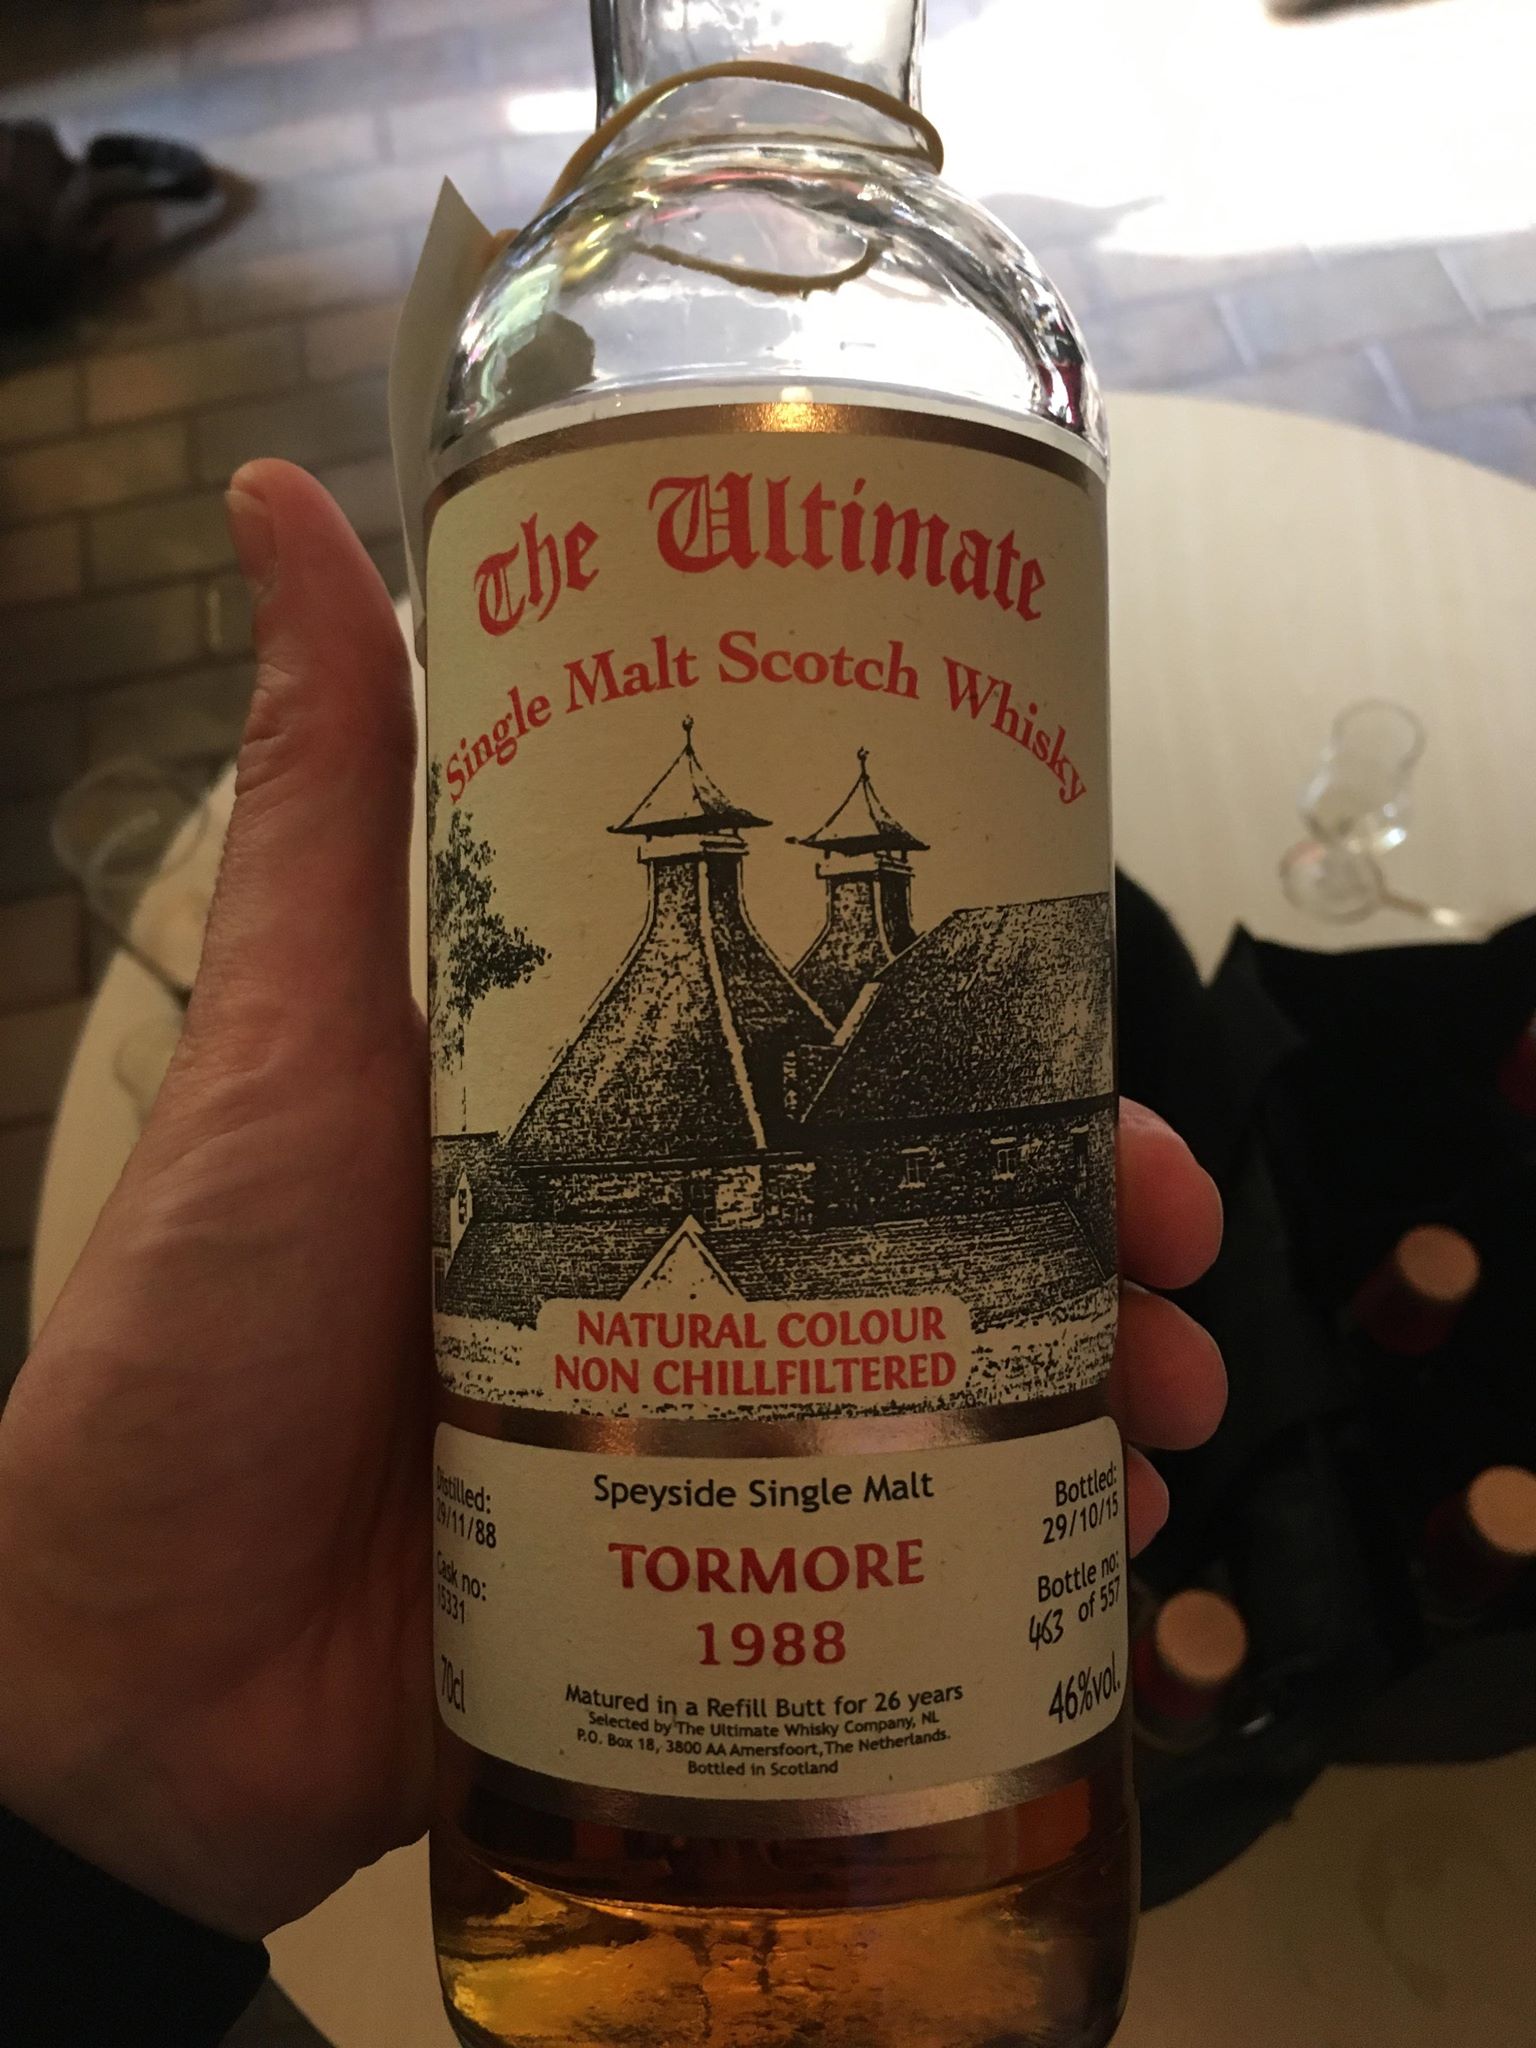 The Ultimate
Single Malt Scotch Whisky
NATURAL COLOUR
NON CHILLFILTERED
Speyside Single Malt
TORMORE
1988
Matured in a Refill Butt for 26 years
Selected by The Ultimate Whisky Company, NL
P.O. Box 18, 3800 AA Amersfoort, The Netherlands.
Bottled in Scotland
Distilled:
29/11/88
Cask no:
15331
70cl
Bottled:
29/10/15
Bottle no:
463 of 557
46%vol.